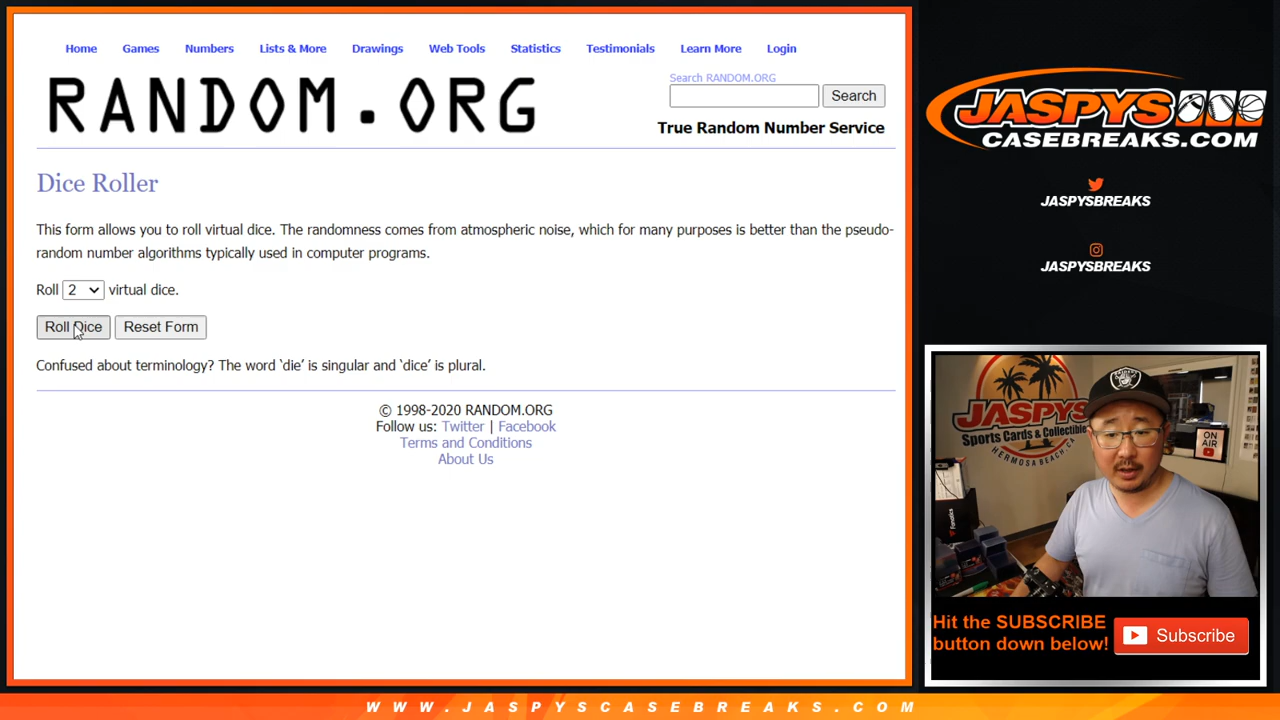 Home Games Numbers Lists & More Drawings Web Tools Statistics Testimonials Learn More Login
RANDOM.ORG
Search RANDOM.ORG
Search
True Random Number Service
Dice Roller
This form allows you to roll virtual dice. The randomness comes from atmospheric noise, which for many purposes is better than the pseudo-
random number algorithms typically used in computer programs.
Roll 2 virtual dice.
Roll Dice Reset Form
Confused about terminology? The word ‘die’ is singular and ‘dice’ is plural.
© 1998-2020 RANDOM.ORG
Follow us: Twitter | Facebook
Terms and Conditions
About Us
JASPYS
CASEBREAKS.COM
JASPYSBREAKS
JASPYSBREAKS
JASPYS
Sports Cards & Collectibles
HERMOSA BEACH, CA
ON
AIR
Fanatics
Hit the SUBSCRIBE
button down below!
Subscribe
WWW.JASPYSCASEBREAKS.COM